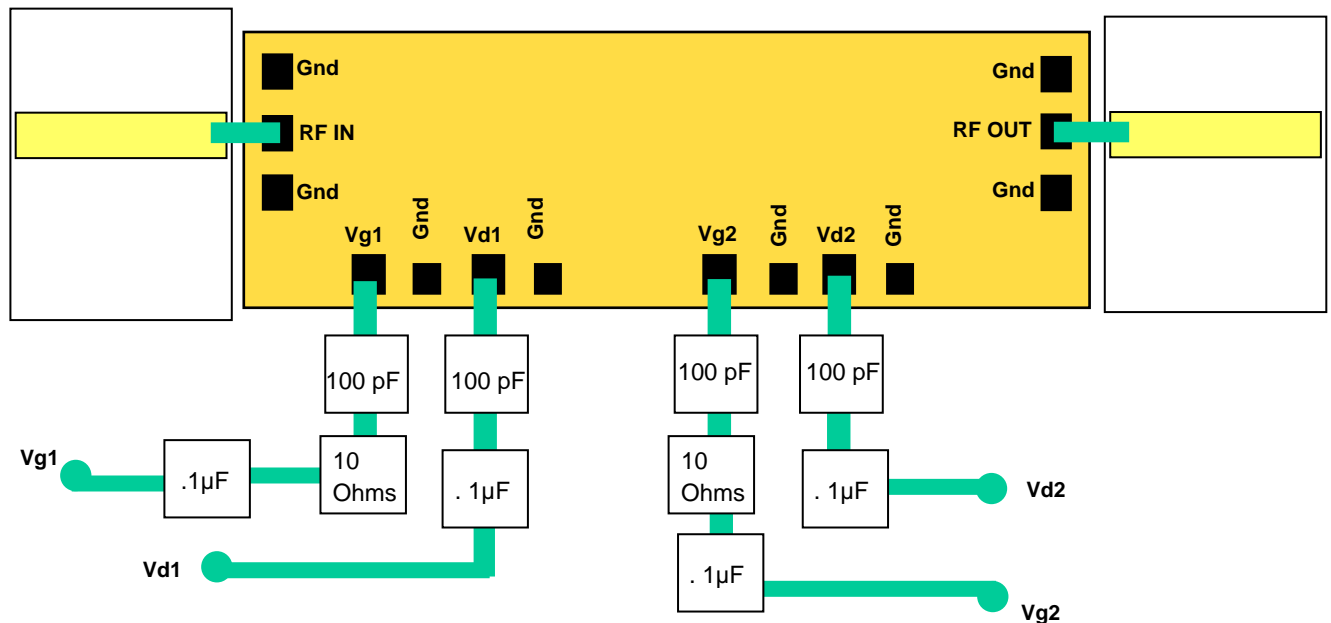 Gnd
Gnd
RF IN
RF OUT
Gnd
Gnd
Vg1
Gnd
Vd1
Gnd
Vg2
Gnd
Vd2
Gnd
100 pF
100 pF
100 pF
100 pF
Vg1
.1µF
10
Ohms
. 1µF
10
Ohms
. 1µF
Vd2
Vd1
. 1µF
Vg2